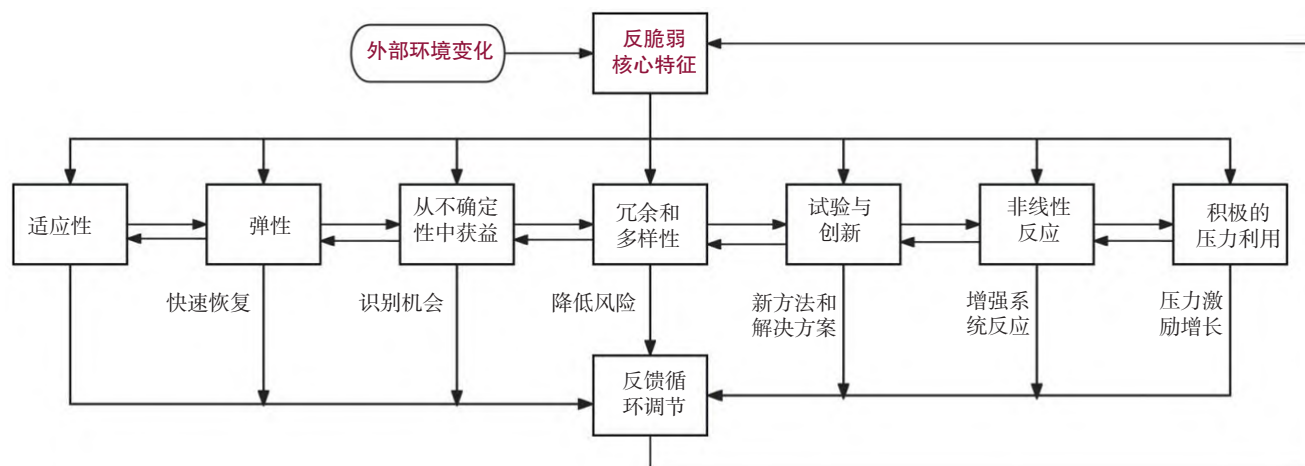 外部环境变化
反脆弱
核心特征
适应性
弹性
从不确定
性中获益
冗余和
多样性
试验与
创新
非线性
反应
积极的
压力利用
快速恢复
识别机会
降低风险
新方法和
解决方案
增强系
统反应
压力激
励增长
反馈循
环调节